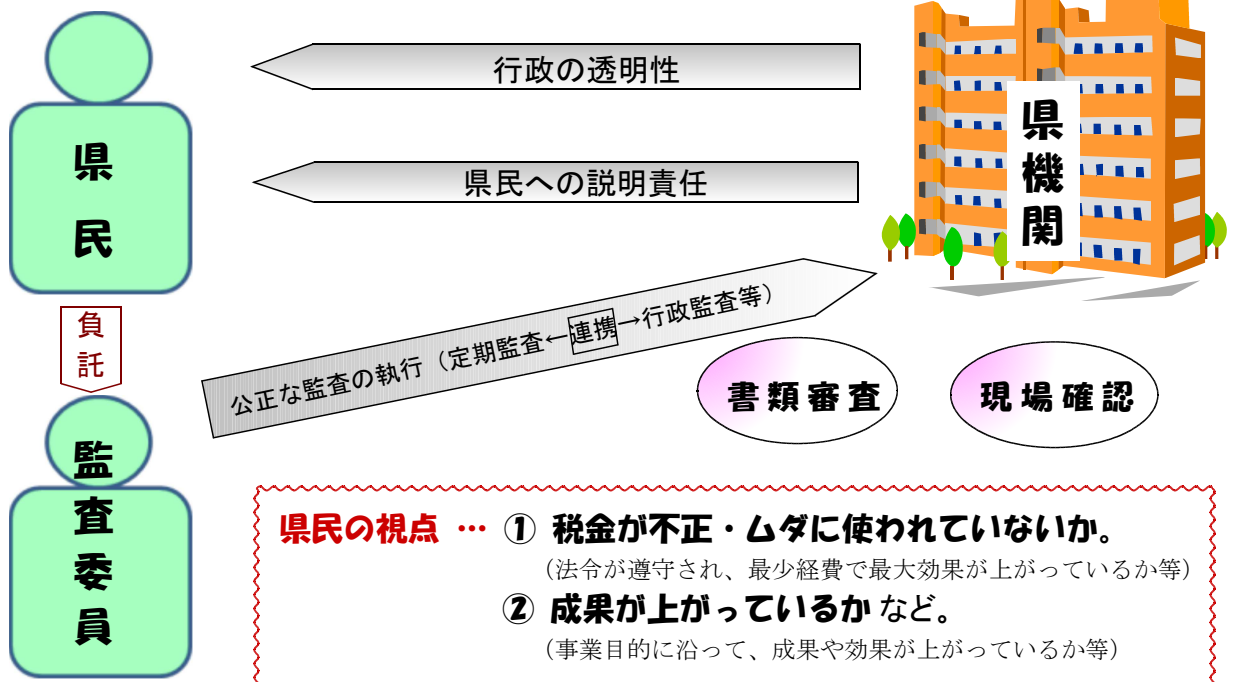 行政の透明性
県民への説明責任
県機関
県民
負託
監査委員
公正な監査の執行（定期監査←連携→行政監査等）
書類審査
現場確認
県民の視点 … ① 税金が不正・ムダに使われていないか。
（法令が遵守され、最少経費で最大効果が上がっているか等）
② 成果が上がっているか など。
（事業目的に沿って、成果や効果が上がっているか等）